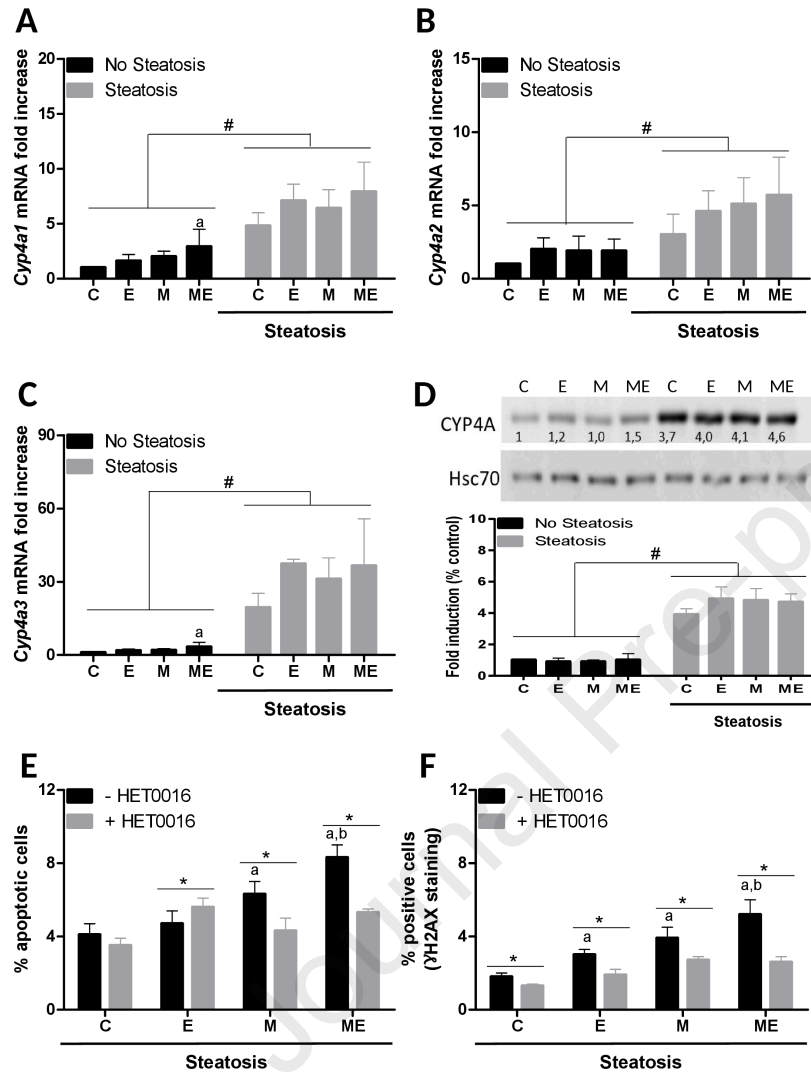 A
Cyp4a1 mRNA fold increase
20
15
10
5
0
No Steatosis
Steatosis
#
a
C E M ME C E M ME
Steatosis
B
Cyp4a2 mRNA fold increase
15
10
5
0
No Steatosis
Steatosis
#
C E M ME C E M ME
Steatosis
C
Cyp4a3 mRNA fold increase
90
60
30
0
No Steatosis
Steatosis
#
a
C E M ME C E M ME
Steatosis
D
C E M ME C E M ME
CYP4A
1 1,2 1,0 1,5 3,7 4,0 4,1 4,6
Hsc70
Fold induction (% control)
10
8
6
4
2
0
No Steatosis
Steatosis
#
C E M ME C E M ME
Steatosis
E
% apoptotic cells
12
8
4
0
- HET0016
+ HET0016
*
* a
* a,b
C E M ME
Steatosis
F
% positive cells
(γH2AX staining)
12
8
4
0
- HET0016
+ HET0016
*
* a
* a
* a,b
C E M ME
Steatosis
Journal Pre-p